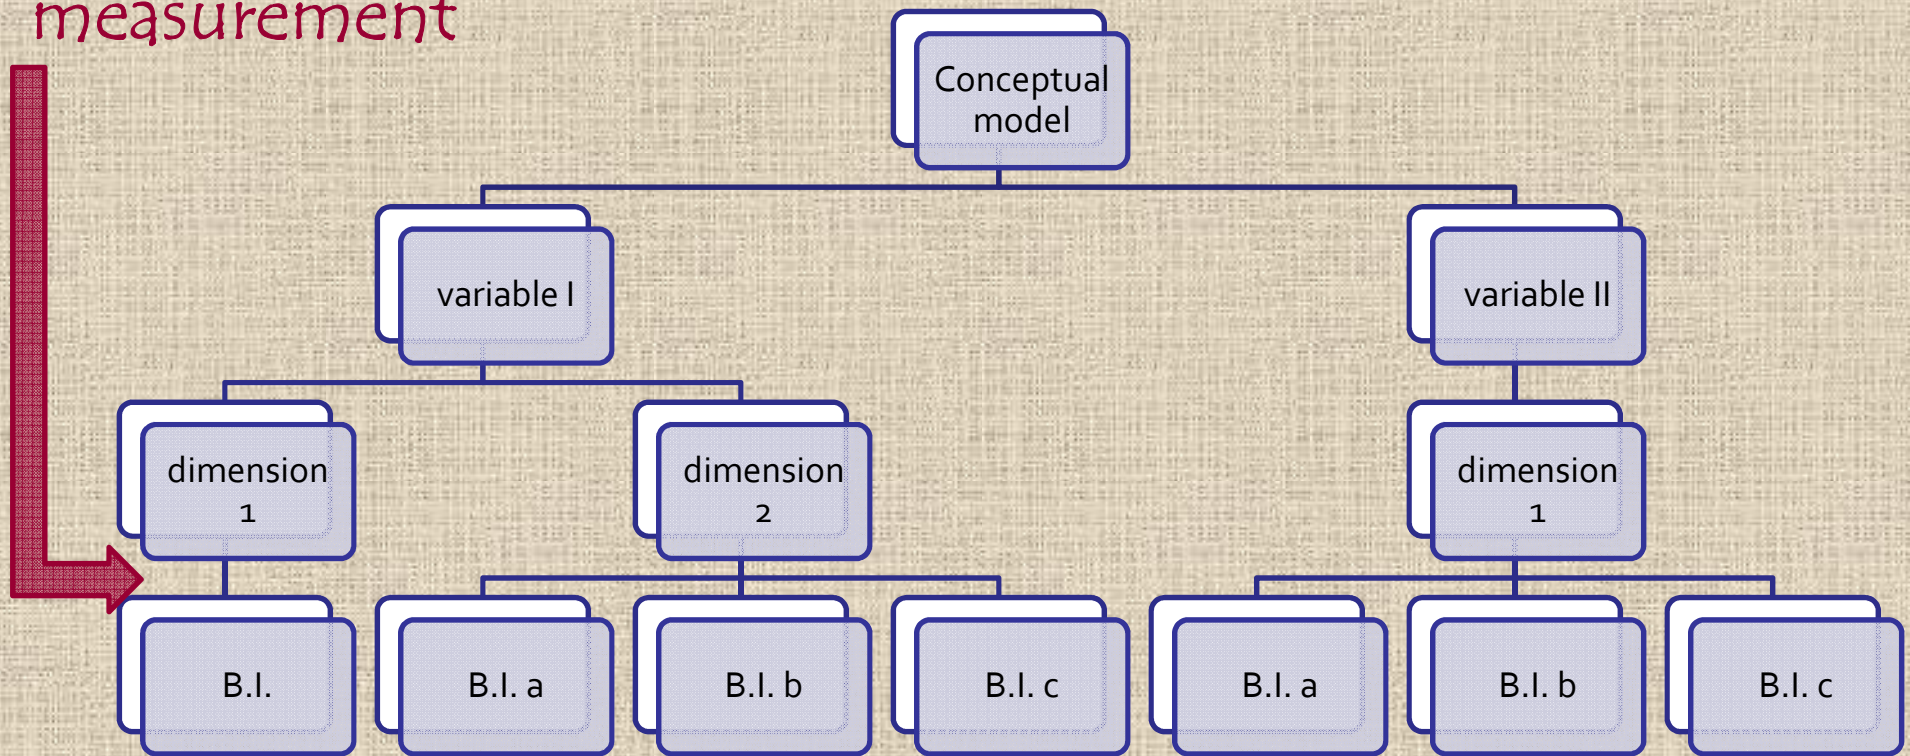 measurement
Conceptual
model
variable I
variable II
dimension
1
dimension
2
dimension
1
B.I.
B.I. a
B.I. b
B.I. c
B.I. a
B.I. b
B.I. c